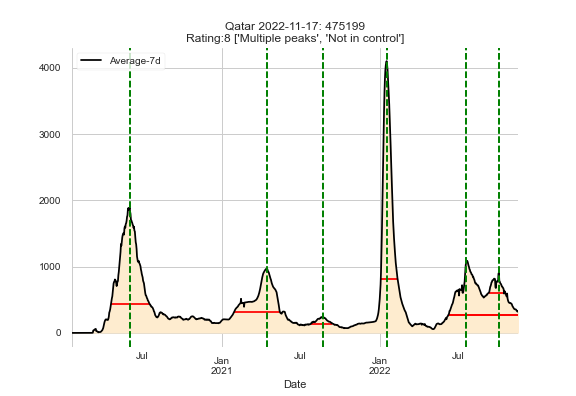 Qatar 2022-11-17: 475199
Rating:8 ['Multiple peaks', 'Not in control']
Average-7d
4000
3000
2000
1000
0
Jul
Jan
2021
Jul
Jan
2022
Jul
Date